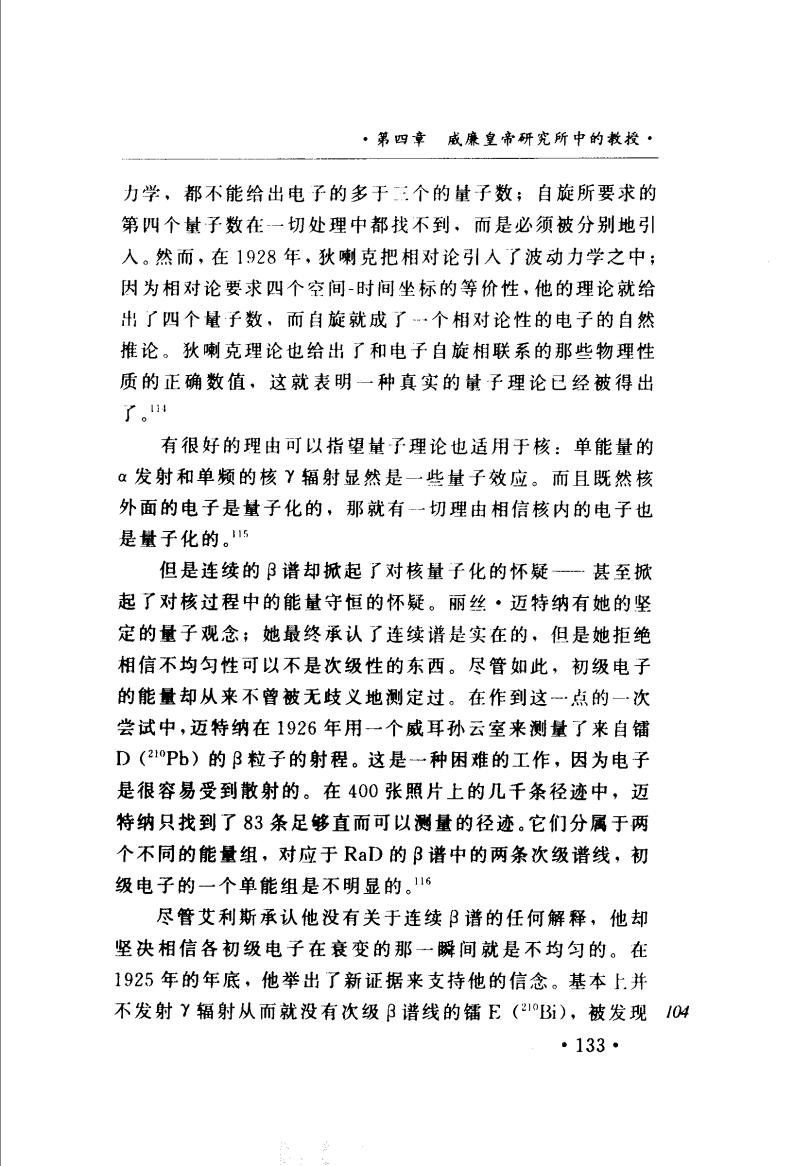 ·第四章　威廉皇帝研究所中的教授·
力学，都不能给出电子的多于三个的量子数；自旋所要求的
第四个量子数在一切处理中都找不到，而是必须被分别地引
入。然而，在 1928 年，狄喇克把相对论引入了波动力学之中；
因为相对论要求四个空间-时间坐标的等价性，他的理论就给
出了四个量子数，而自旋就成了一个相对论性的电子的自然
推论。狄喇克理论也给出了和电子自旋相联系的那些物理性
质的正确数值，这就表明一种真实的量子理论已经被得出
了。¹¹⁴
有很好的理由可以指望量子理论也适用于核：单能量的
α 发射和单频的核 γ 辐射显然是一些量子效应。而且既然核
外面的电子是量子化的，那就有一切理由相信核内的电子也
是量子化的。¹¹⁵
但是连续的 β 谱却掀起了对核量子化的怀疑——甚至掀
起了对核过程中的能量守恒的怀疑。丽丝·迈特纳有她的坚
定的量子观念；她最终承认了连续谱是实在的，但是她拒绝
相信不均匀性可以不是次级性的东西。尽管如此，初级电子
的能量却从来不曾被无歧义地测定过。在作到这一点的一次
尝试中，迈特纳在 1926 年用一个威耳孙云室来测量了来自镭
D（²¹⁰Pb）的 β 粒子的射程。这是一种困难的工作，因为电子
是很容易受到散射的。在 400 张照片上的几千条径迹中，迈
特纳只找到了 83 条足够直而可以测量的径迹。它们分属于两
个不同的能量组，对应于 RaD 的 β 谱中的两条次级谱线，初
级电子的一个单能组是不明显的。¹¹⁶
尽管艾利斯承认他没有关于连续 β 谱的任何解释，他却
坚决相信各初级电子在衰变的那一瞬间就是不均匀的。在
1925 年的年底，他举出了新证据来支持他的信念。基本上并
不发射 γ 辐射从而就没有次级 β 谱线的镭 E（²¹⁰Bi），被发现 104
·133·